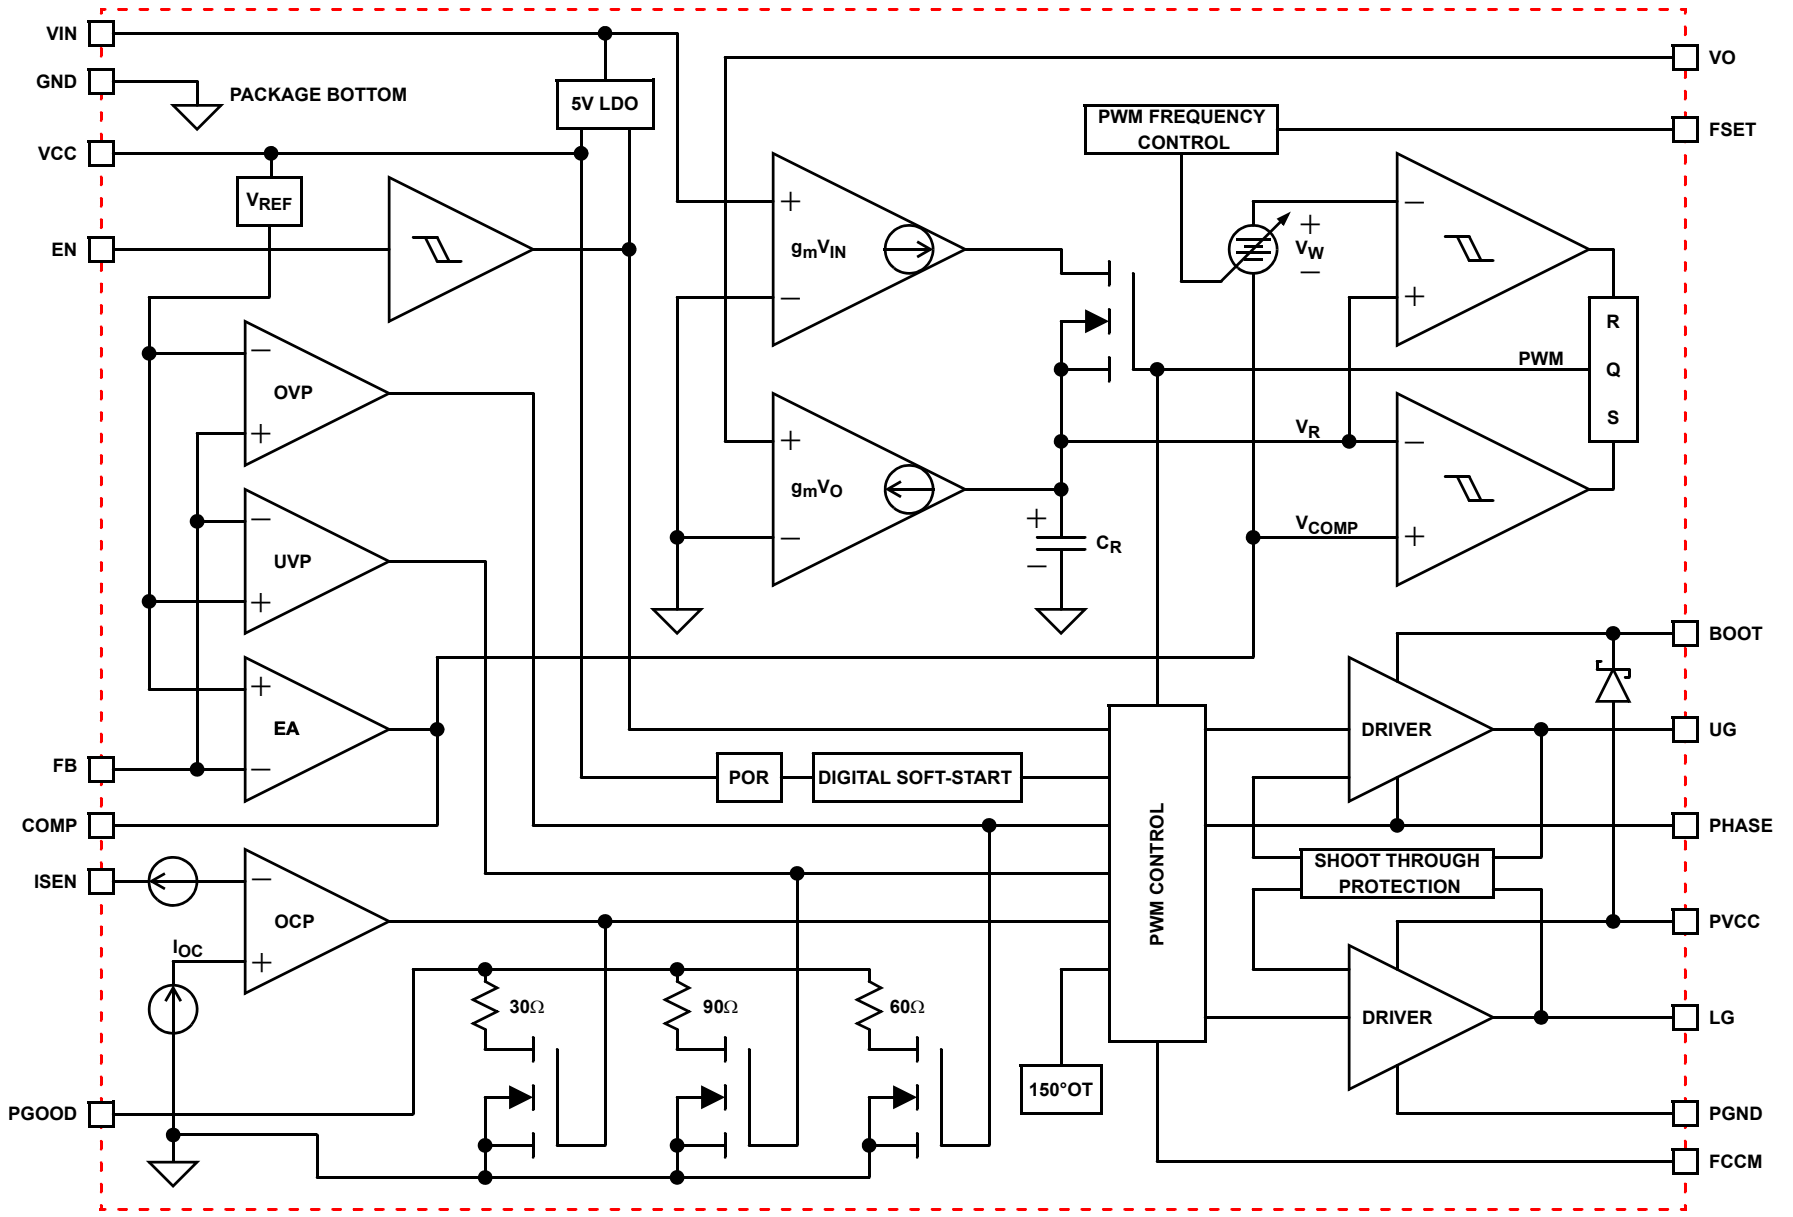 VIN
VO
GND
PACKAGE BOTTOM
5V LDO
PWM FREQUENCY
CONTROL
FSET
VCC
VREF
EN
+
gmVIN
−
+
VW
−
−
+
R
Q
S
PWM
−
OVP
+
+
gmVO
−
VR
VCOMP
−
+
+
CR
−
−
UVP
+
+
EA
−
FB
COMP
BOOT
DRIVER
UG
POR
DIGITAL SOFT-START
PWM CONTROL
PHASE
SHOOT THROUGH
PROTECTION
ISEN
−
OCP
+
IOC
PVCC
30Ω
90Ω
60Ω
DRIVER
LG
150°OT
PGOOD
PGND
FCCM